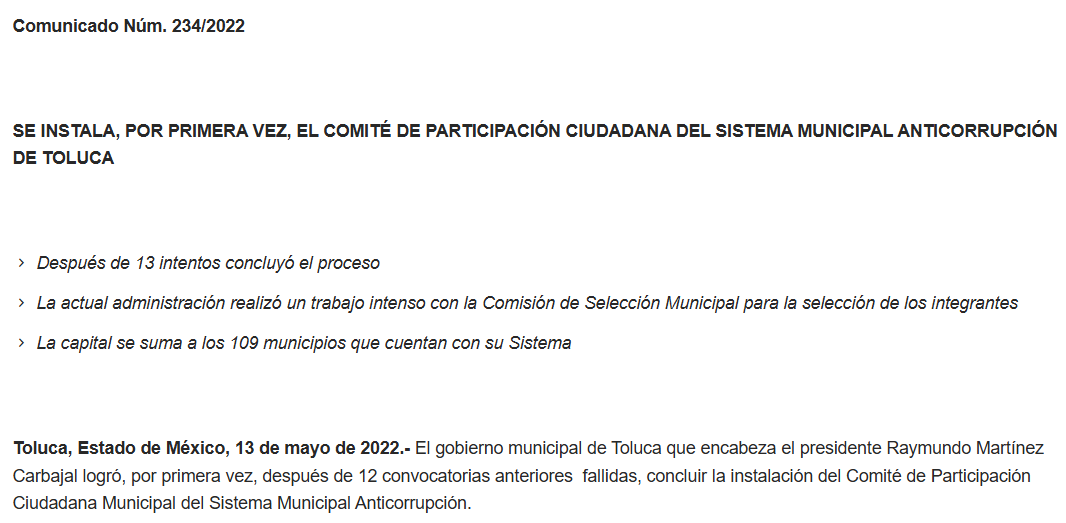 Comunicado Núm. 234/2022
SE INSTALA, POR PRIMERA VEZ, EL COMITÉ DE PARTICIPACIÓN CIUDADANA DEL SISTEMA MUNICIPAL ANTICORRUPCIÓN
DE TOLUCA
Después de 13 intentos concluyó el proceso
La actual administración realizó un trabajo intenso con la Comisión de Selección Municipal para la selección de los integrantes
La capital se suma a los 109 municipios que cuentan con su Sistema
Toluca, Estado de México, 13 de mayo de 2022.- El gobierno municipal de Toluca que encabeza el presidente Raymundo Martínez
Carbajal logró, por primera vez, después de 12 convocatorias anteriores  fallidas, concluir la instalación del Comité de Participación
Ciudadana Municipal del Sistema Municipal Anticorrupción.